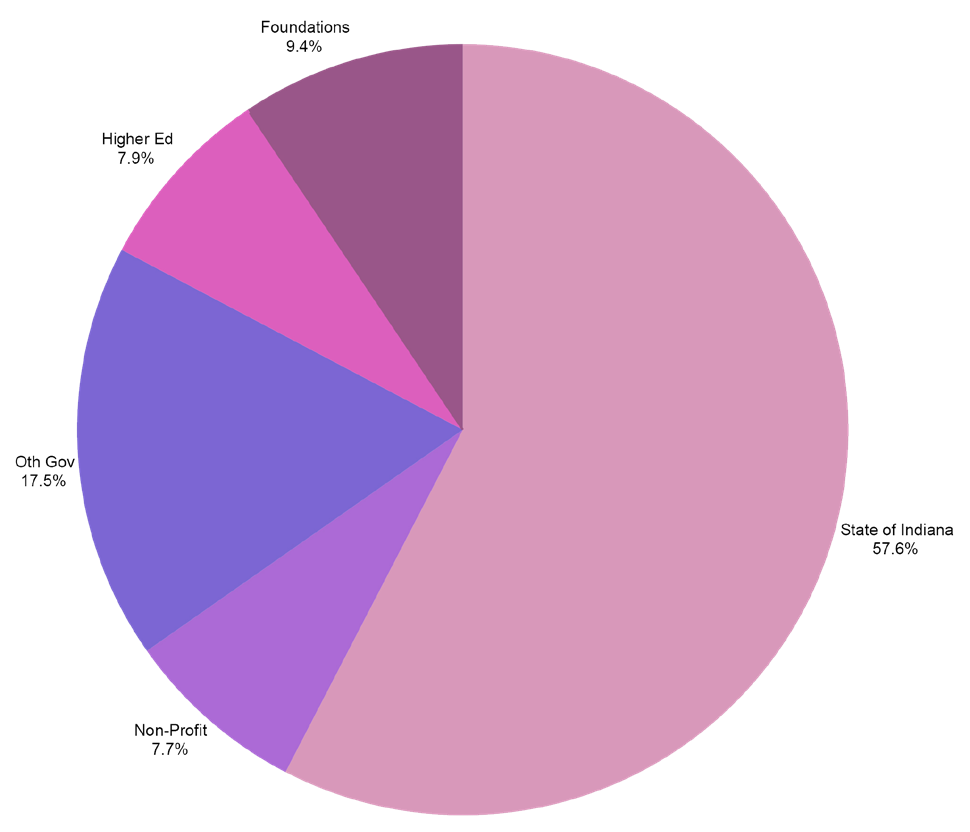 Foundations
9.4%
Higher Ed
7.9%
Oth Gov
17.5%
State of Indiana
57.6%
Non-Profit
7.7%